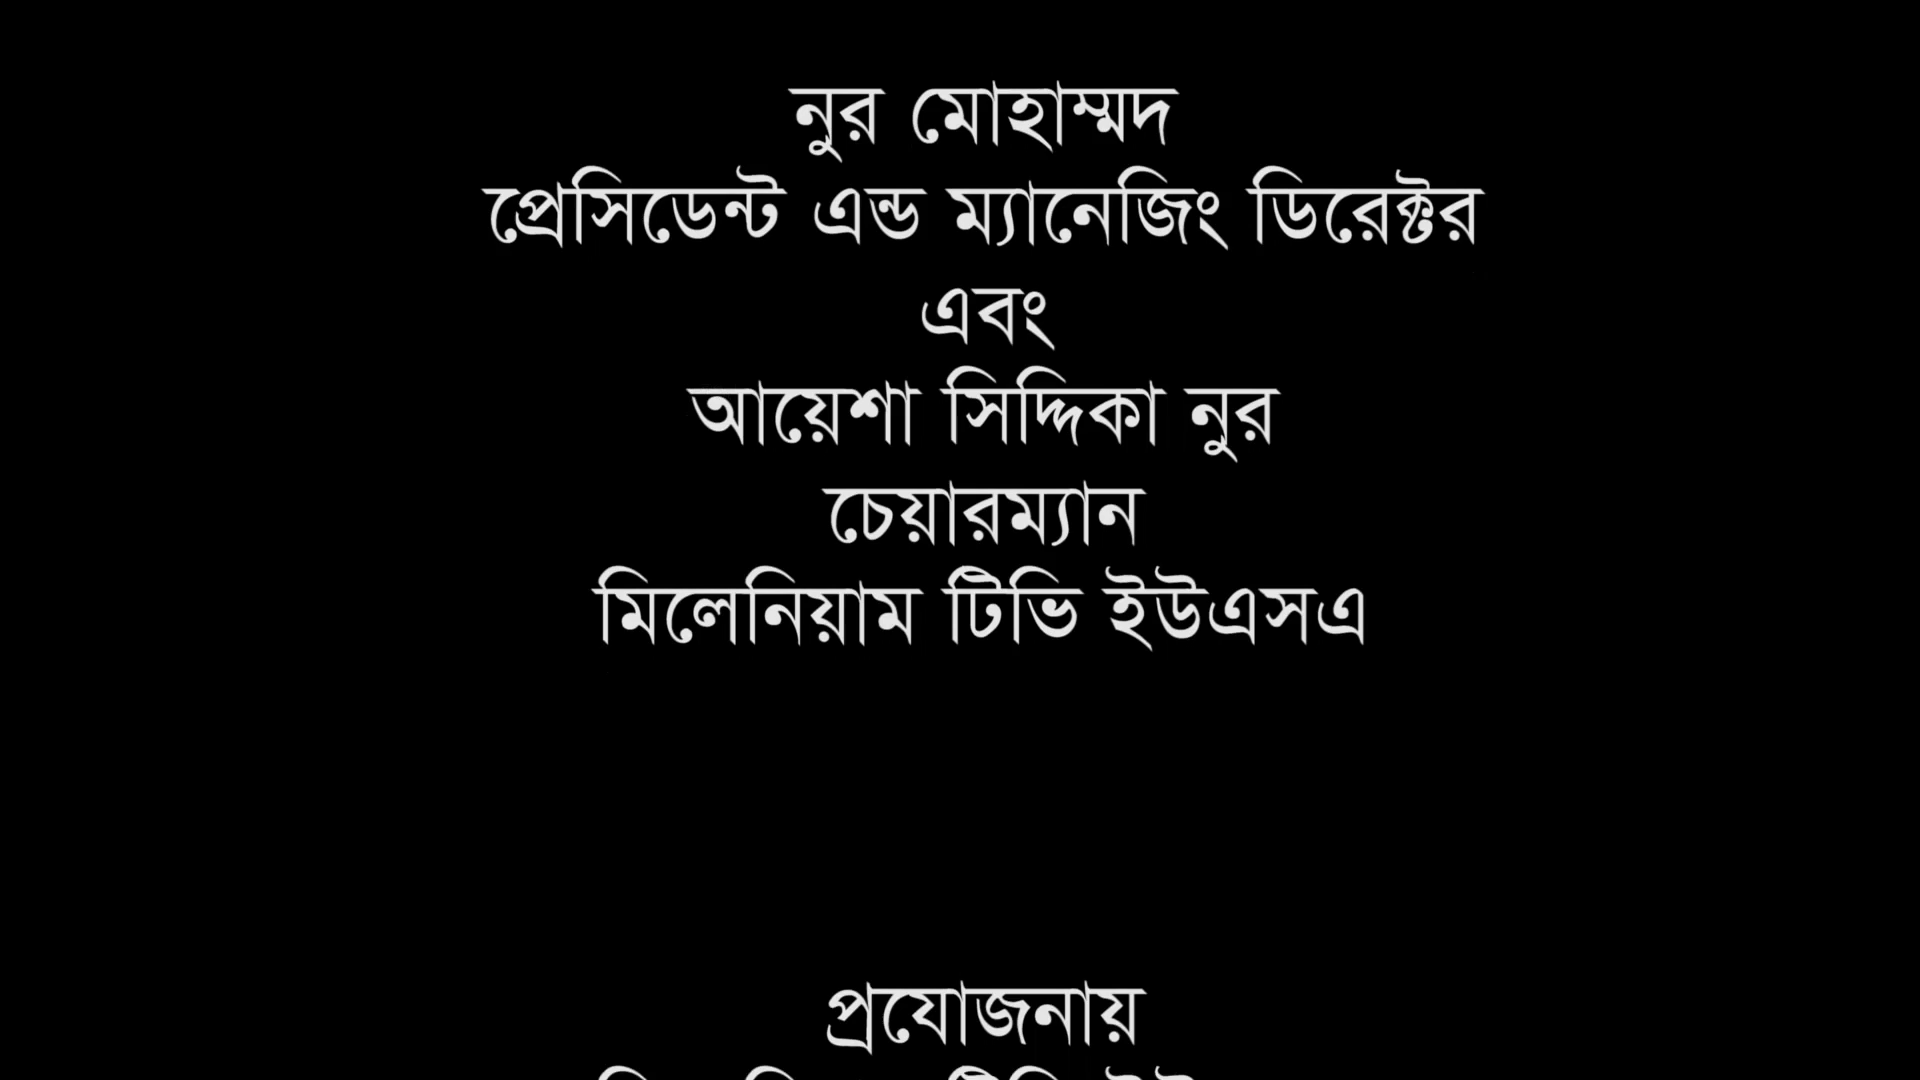 নুর মোহাম্মদ
প্রেসিডেন্ট এন্ড ম্যানেজিং ডিরেক্টর
এবং
আয়েশা সিদ্দিকা নুর
চেয়ারম্যান
মিলেনিয়াম টিভি ইউএসএ
প্রযোজনায়